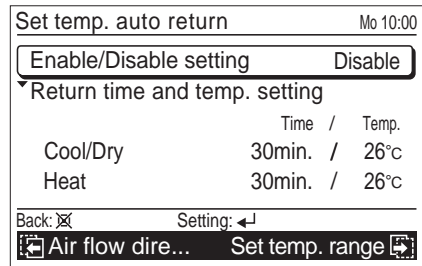 Set temp. auto return Mo 10:00
Enable/Disable setting Disable
Return time and temp. setting
Time / Temp.
Cool/Dry 30min. / 26°C
Heat 30min. / 26°C
Back: Setting:
Air flow dire... Set temp. range